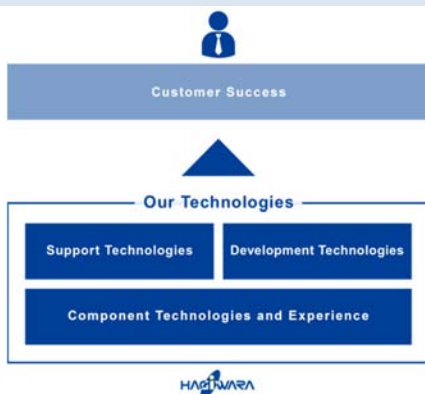 Customer Success
Our Technologies
Support Technologies
Development Technologies
Component Technologies and Experience
HAGIWARA